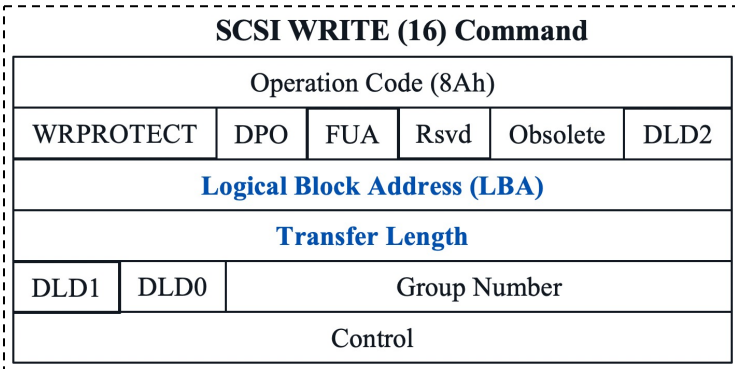 SCSI WRITE (16) Command
Operation Code (8Ah)
WRPROTECT DPO FUA Rsvd Obsolete DLD2
Logical Block Address (LBA)
Transfer Length
DLD1 DLD0 Group Number
Control